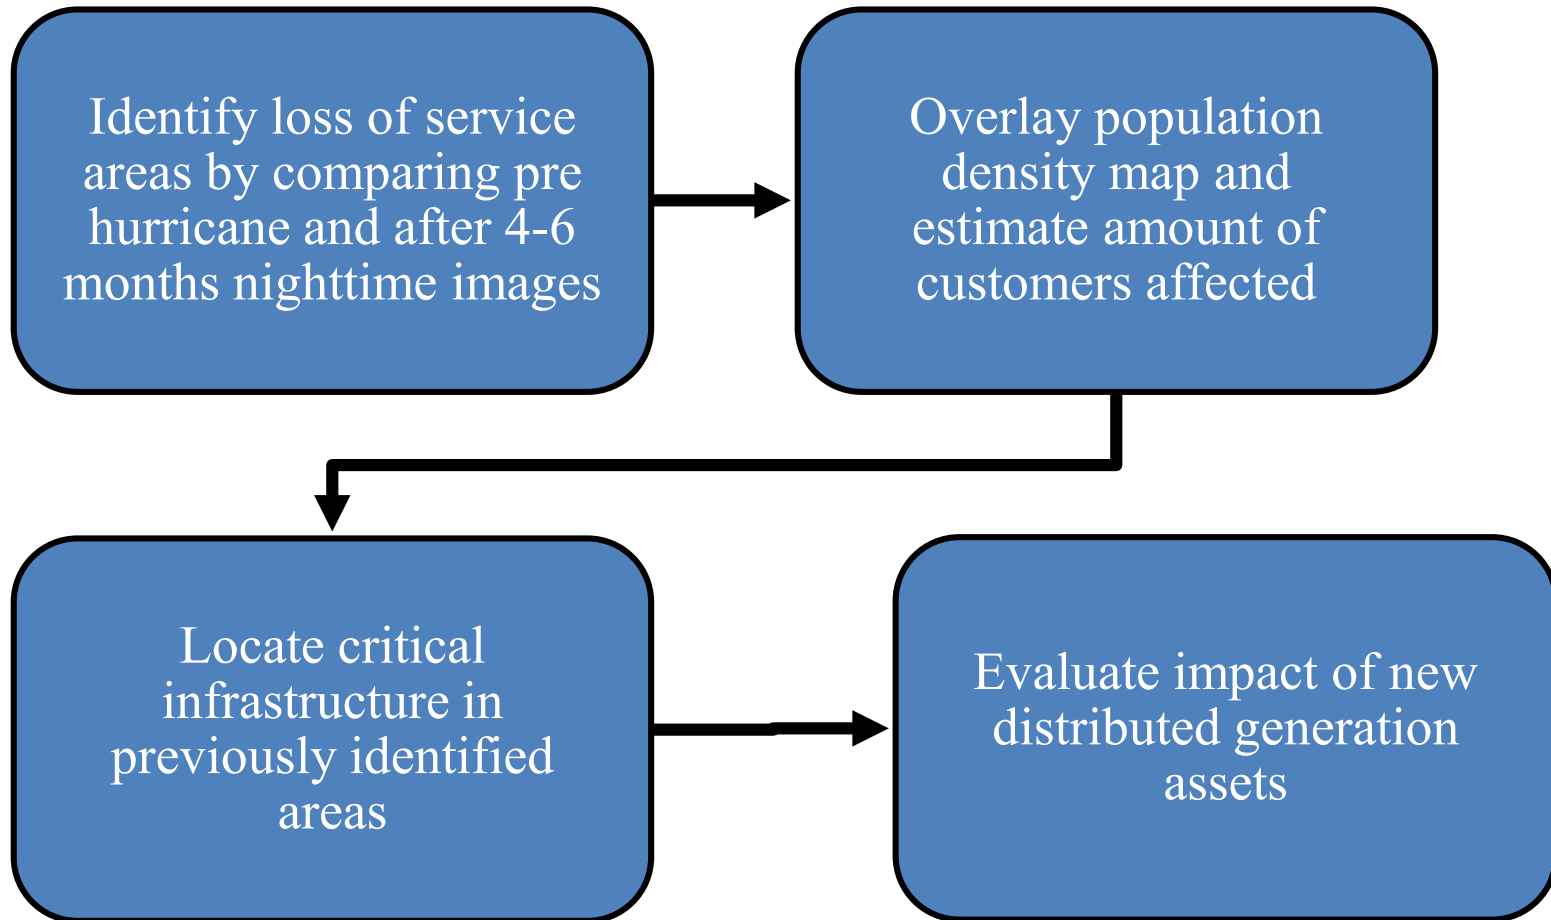 Identify loss of service
areas by comparing pre
hurricane and after 4-6
months nighttime images
Overlay population
density map and
estimate amount of
customers affected
Locate critical
infrastructure in
previously identified
areas
Evaluate impact of new
distributed generation
assets